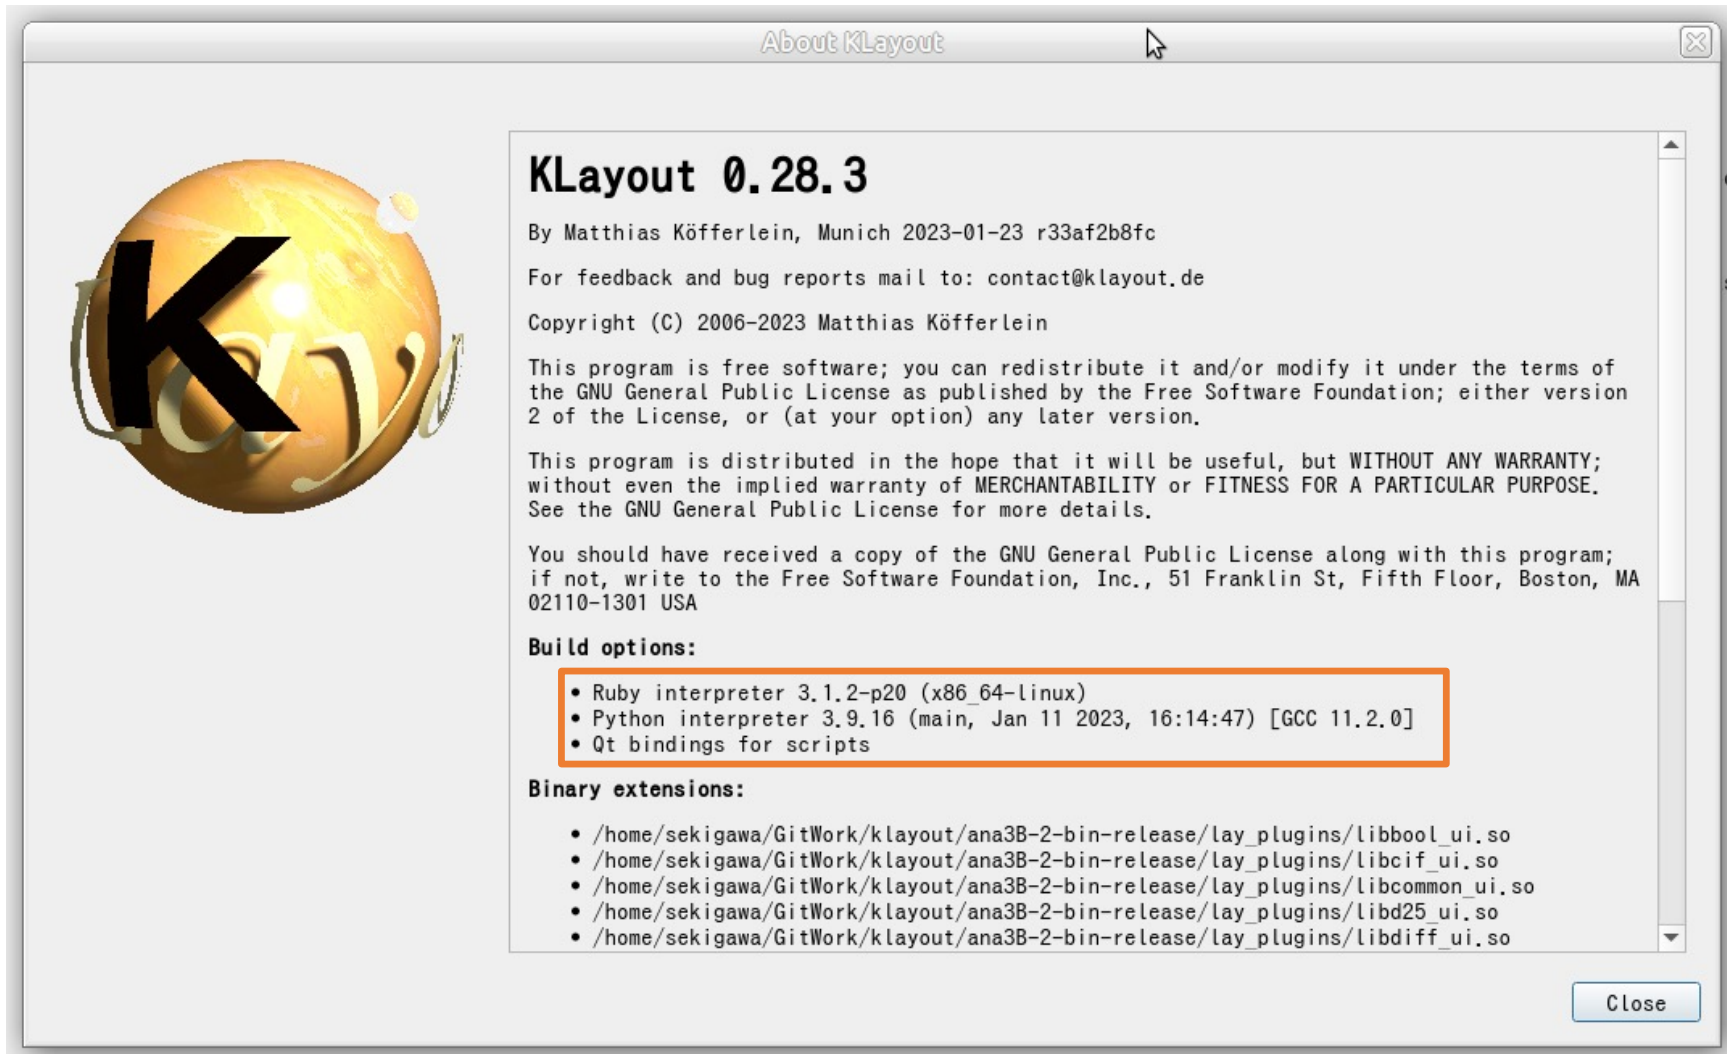 About KLayout
KLayout 0.28.3
By Matthias Köfferlein, Munich 2023-01-23 r33af2b8fc
For feedback and bug reports mail to: contact@klayout.de
Copyright (C) 2006-2023 Matthias Köfferlein
This program is free software; you can redistribute it and/or modify it under the terms of
the GNU General Public License as published by the Free Software Foundation; either version
2 of the License, or (at your option) any later version.
This program is distributed in the hope that it will be useful, but WITHOUT ANY WARRANTY;
without even the implied warranty of MERCHANTABILITY or FITNESS FOR A PARTICULAR PURPOSE.
See the GNU General Public License for more details.
You should have received a copy of the GNU General Public License along with this program;
if not, write to the Free Software Foundation, Inc., 51 Franklin St, Fifth Floor, Boston, MA
02110-1301 USA
Build options:
• Ruby interpreter 3.1.2-p20 (x86_64-linux)
• Python interpreter 3.9.16 (main, Jan 11 2023, 16:14:47) [GCC 11.2.0]
• Qt bindings for scripts
Binary extensions:
• /home/sekigawa/GitWork/klayout/ana3B-2-bin-release/lay_plugins/libbool_ui.so
• /home/sekigawa/GitWork/klayout/ana3B-2-bin-release/lay_plugins/libcif_ui.so
• /home/sekigawa/GitWork/klayout/ana3B-2-bin-release/lay_plugins/libcommon_ui.so
• /home/sekigawa/GitWork/klayout/ana3B-2-bin-release/lay_plugins/libd25_ui.so
• /home/sekigawa/GitWork/klayout/ana3B-2-bin-release/lay_plugins/libdiff_ui.so
Close
K
Layo